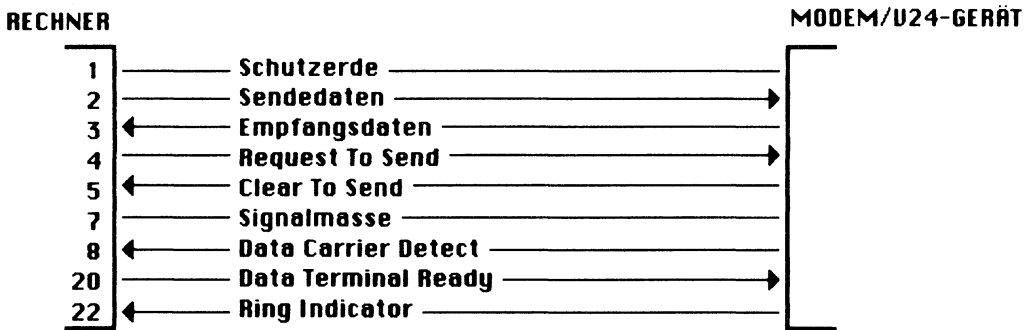 RECHNER
MODEM/V24-GERÄT
1 Schutzerde
2 Sendedaten
3 Empfangsdaten
4 Request To Send
5 Clear To Send
7 Signalmasse
8 Data Carrier Detect
20 Data Terminal Ready
22 Ring Indicator